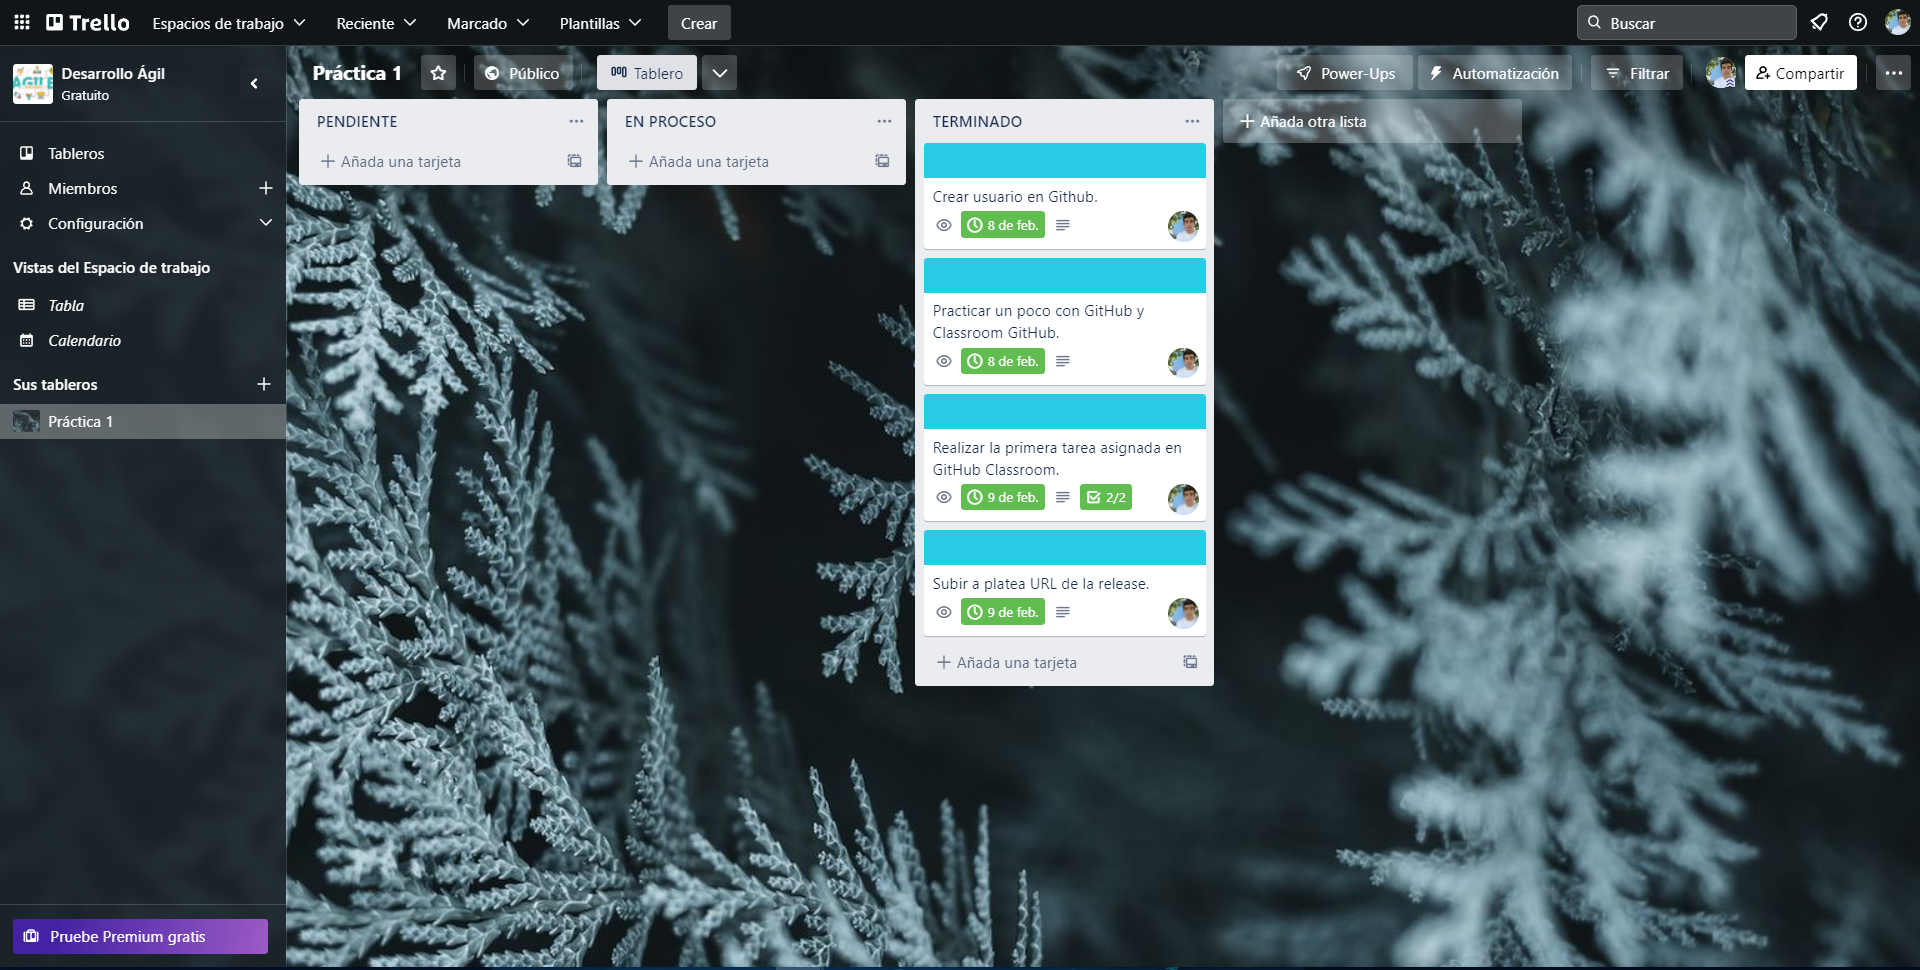 Trello
Espacios de trabajo
Reciente
Marcado
Plantillas
Crear
Buscar
Desarrollo Ágil
Gratuito
Tableros
Miembros
Configuración
Vistas del Espacio de trabajo
Tabla
Calendario
Sus tableros
Práctica 1
Pruebe Premium gratis
Práctica 1
Público
Tablero
Power-Ups
Automatización
Filtrar
Compartir
PENDIENTE
Añada una tarjeta
EN PROCESO
Añada una tarjeta
TERMINADO
Crear usuario en Github.
8 de feb.
Practicar un poco con GitHub y
Classroom GitHub.
8 de feb.
Realizar la primera tarea asignada en
GitHub Classroom.
9 de feb.
2/2
Subir a platea URL de la release.
9 de feb.
Añada una tarjeta
Añada otra lista